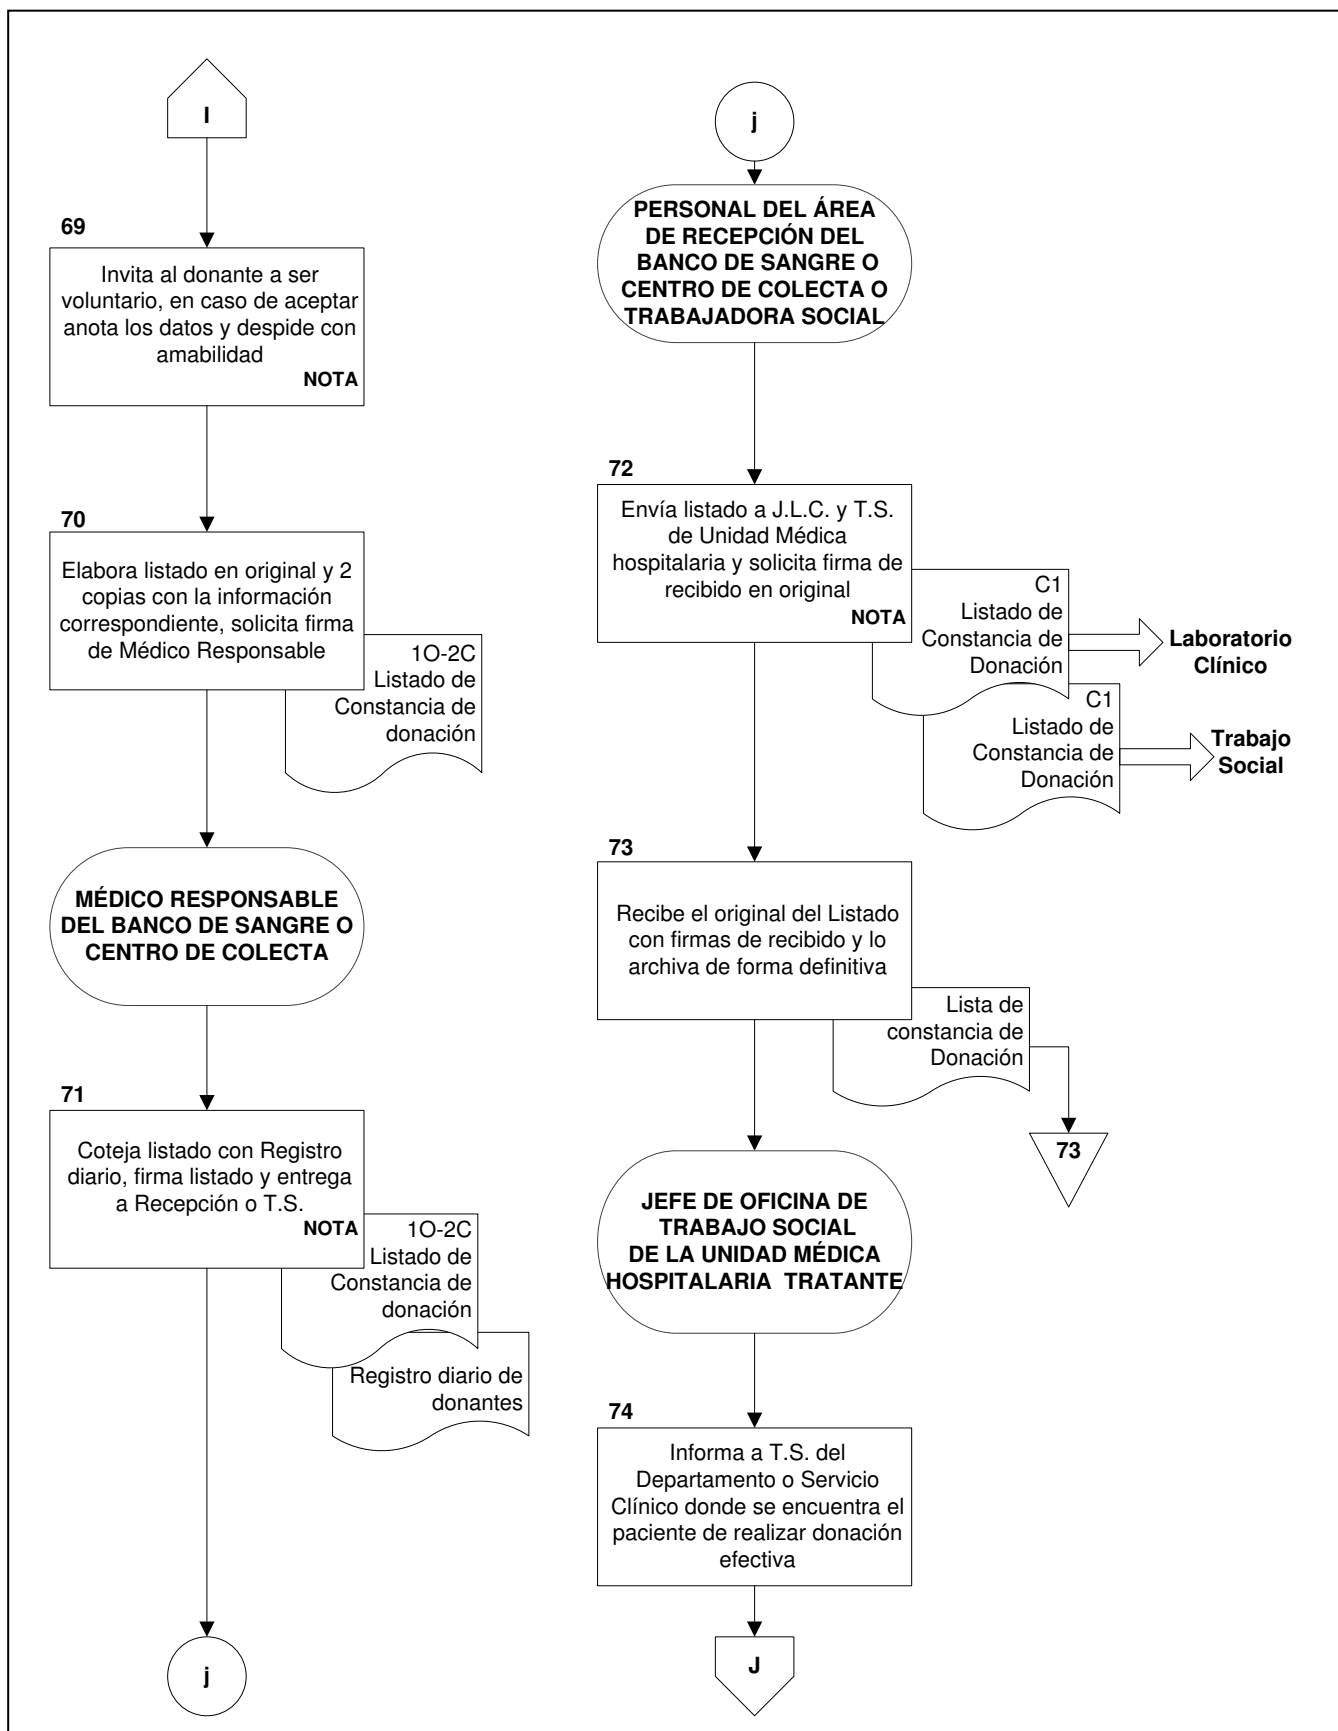 I
69
Invita al donante a ser
voluntario, en caso de aceptar
anota los datos y despide con
amabilidad
NOTA
70
Elabora listado en original y 2
copias con la información
correspondiente, solicita firma
de Médico Responsable
1O-2C
Listado de
Constancia de
donación
MÉDICO RESPONSABLE
DEL BANCO DE SANGRE O
CENTRO DE COLECTA
71
Coteja listado con Registro
diario, firma listado y entrega
a Recepción o T.S.
NOTA
1O-2C
Listado de
Constancia de
donación
Registro diario de
donantes
j
j
PERSONAL DEL ÁREA
DE RECEPCIÓN DEL
BANCO DE SANGRE O
CENTRO DE COLECTA O
TRABAJADORA SOCIAL
72
Envía listado a J.L.C. y T.S.
de Unidad Médica
hospitalaria y solicita firma de
recibido en original
NOTA
C1
Listado de
Constancia de
Donación
Laboratorio
Clínico
C1
Listado de
Constancia de
Donación
Trabajo
Social
73
Recibe el original del Listado
con firmas de recibido y lo
archiva de forma definitiva
Lista de
constancia de
Donación
73
JEFE DE OFICINA DE
TRABAJO SOCIAL
DE LA UNIDAD MÉDICA
HOSPITALARIA  TRATANTE
74
Informa a T.S. del
Departamento o Servicio
Clínico donde se encuentra el
paciente de realizar donación
efectiva
J